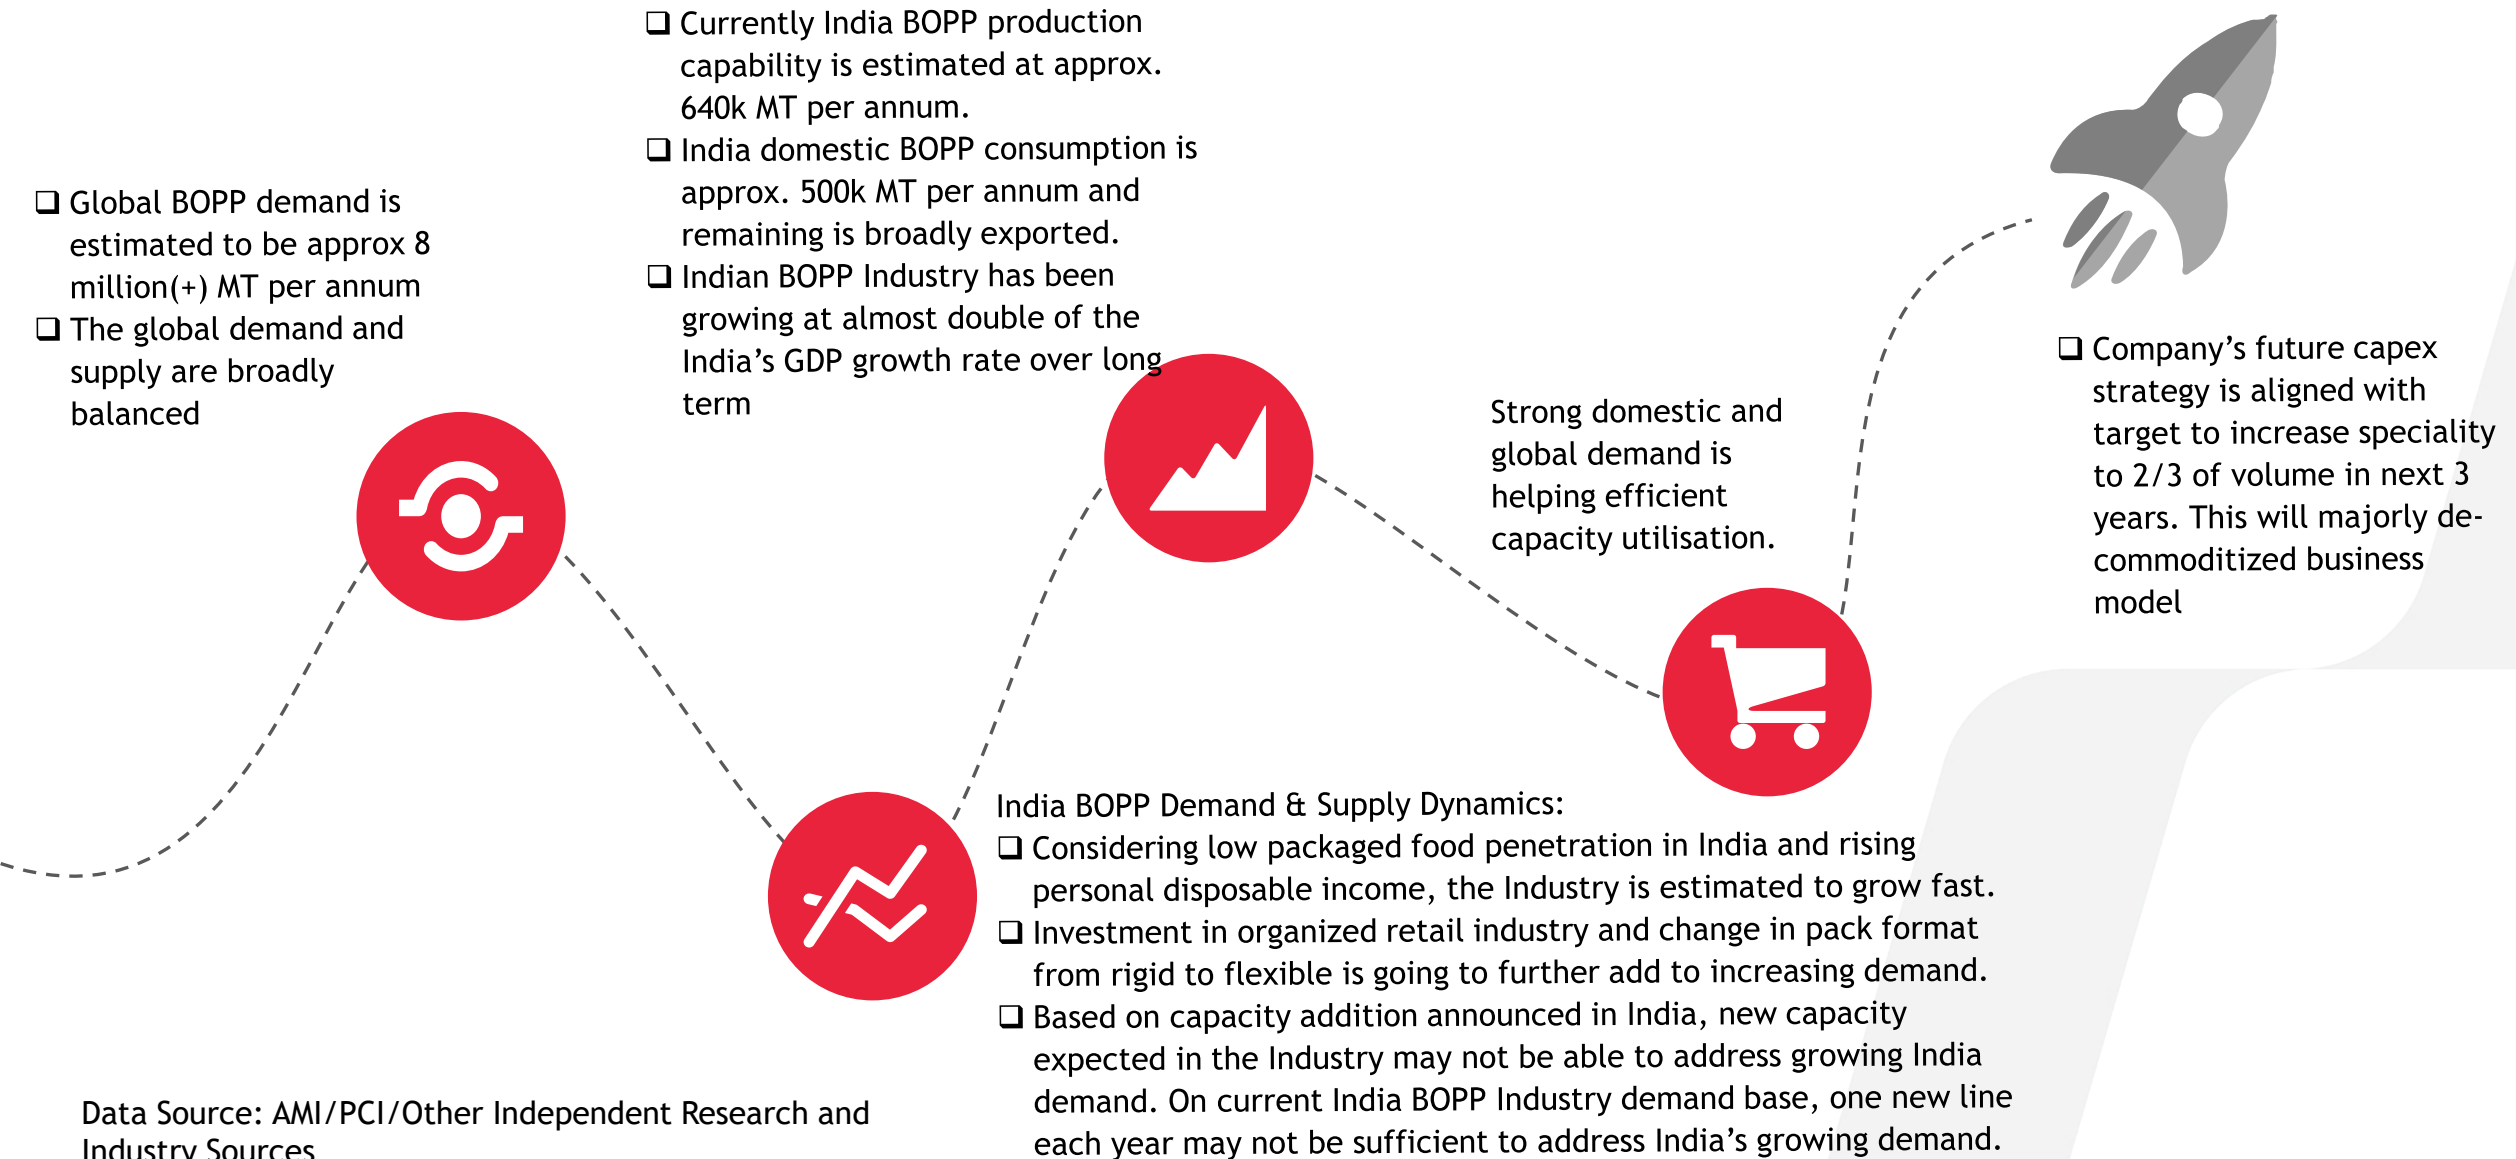 ❑ Global BOPP demand is
estimated to be approx 8
million(+) MT per annum
❑ The global demand and
supply are broadly
balanced
❑ Currently India BOPP production
capability is estimated at approx.
640k MT per annum.
❑ India domestic BOPP consumption is
approx. 500k MT per annum and
remaining is broadly exported.
❑ Indian BOPP Industry has been
growing at almost double of the
India’s GDP growth rate over long
term
Strong domestic and
global demand is
helping efficient
capacity utilisation.
❑ Company’s future capex
strategy is aligned with
target to increase speciality
to 2/3 of volume in next 3
years. This will majorly de-
commoditized business
model
India BOPP Demand & Supply Dynamics:
❑ Considering low packaged food penetration in India and rising
personal disposable income, the Industry is estimated to grow fast.
❑ Investment in organized retail industry and change in pack format
from rigid to flexible is going to further add to increasing demand.
❑ Based on capacity addition announced in India, new capacity
expected in the Industry may not be able to address growing India
demand. On current India BOPP Industry demand base, one new line
each year may not be sufficient to address India’s growing demand.
Data Source: AMI/PCI/Other Independent Research and
Industry Sources